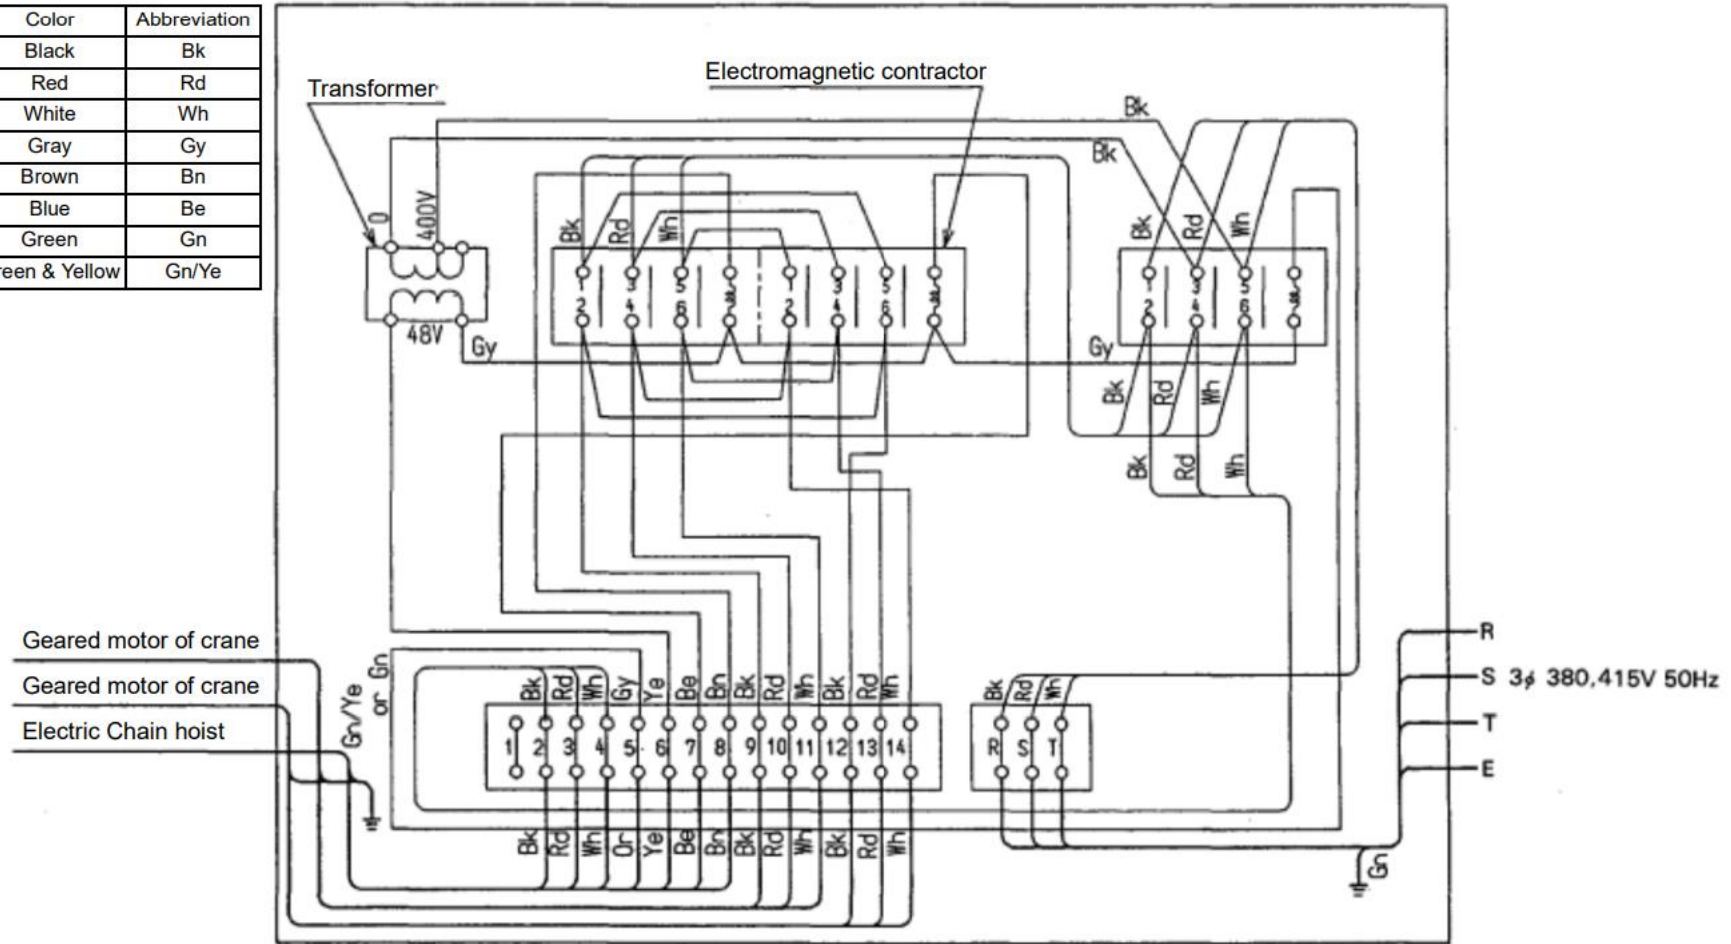 Color Abbreviation
Black Bk
Red Rd
White Wh
Gray Gy
Brown Bn
Blue Be
Green Gn
reen & Yellow Gn/Ye
Transformer
Electromagnetic contractor
Bk
Bk
0 400V
Bk Rd Wh
Bk Rd Wh
1 3 5 1 3 5
2 4 6 2 4 6
1 3 5
2 4 6
48V
Gy
Gy
Bk Rd Wh
Bk Rd Wh
Geared motor of crane
Geared motor of crane
Electric Chain hoist
Gn/Ye or Gn
Bk Rd Wh Gy Ye Be Bn Bk Rd Wh Bk Rd Wh
Bk Rd Wh
1 2 3 4 5 6 7 8 9 10 11 12 13 14
R S T
Bk Rd Wh Or Ye Be Bn Bk Rd Wh Bk Rd Wh
R
S 3φ 380,415V 50Hz
T
E